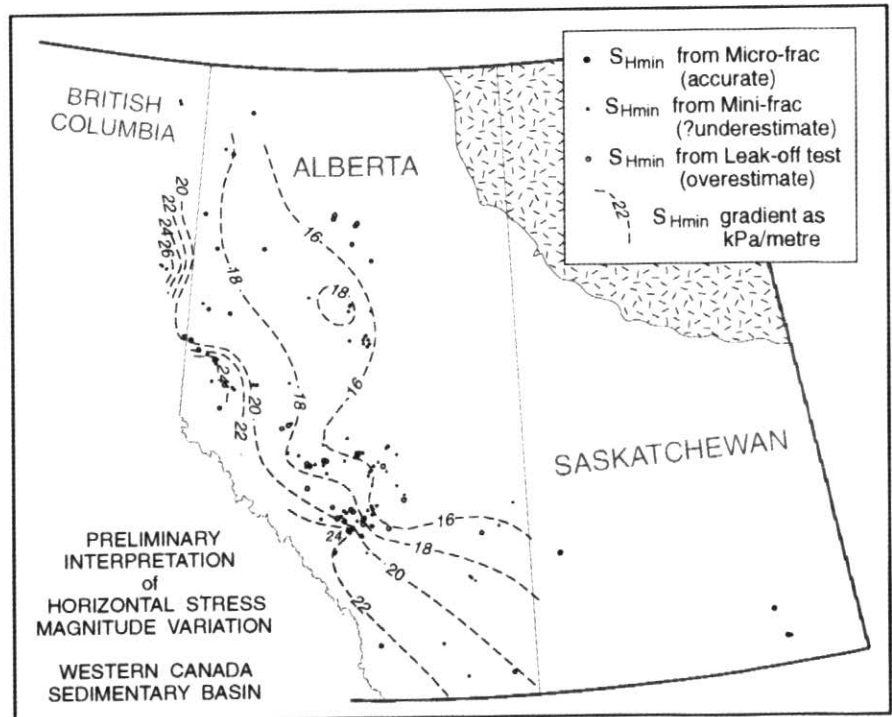 BRITISH
COLUMBIA
ALBERTA
SASKATCHEWAN
S_Hmin from Micro-frac
(accurate)
S_Hmin from Mini-frac
(?underestimate)
S_Hmin from Leak-off test
(overestimate)
22
S_Hmin gradient as
kPa/metre
20
22
24
26
16
18
18
16
24
20
22
18
16
18
24
20
22
PRELIMINARY
INTERPRETATION
of
HORIZONTAL STRESS
MAGNITUDE VARIATION
WESTERN CANADA
SEDIMENTARY BASIN